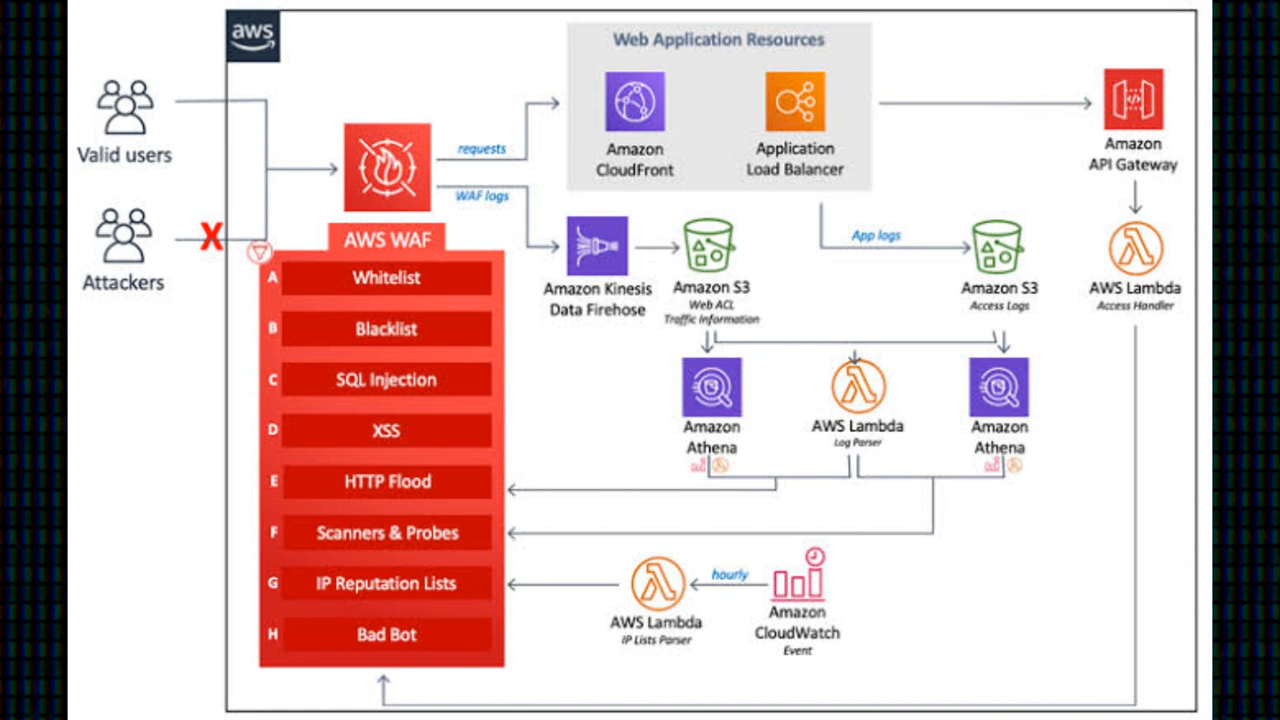 aws
Web Application Resources
Amazon
CloudFront
Application
Load Balancer
Amazon
API Gateway
Valid users
Attackers
X
requests
WAF logs
AWS WAF
Amazon Kinesis
Data Firehose
Amazon S3
Web ACL
Traffic Information
App logs
Amazon S3
Access Logs
AWS Lambda
Access Handler
A Whitelist
B Blacklist
C SQL Injection
D XSS
E HTTP Flood
F Scanners & Probes
G IP Reputation Lists
H Bad Bot
Amazon
Athena
AWS Lambda
Log Parser
Amazon
Athena
AWS Lambda
IP Lists Parser
hourly
Amazon
CloudWatch
Event